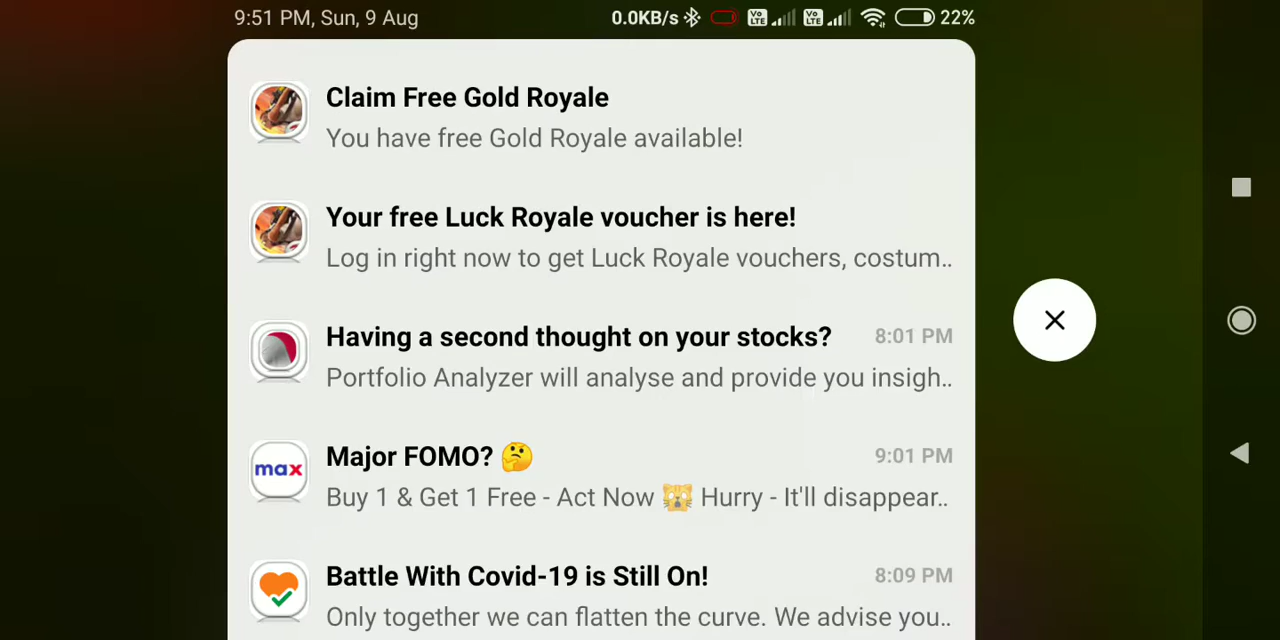 9:51 PM, Sun, 9 Aug 0.0KB/s Vo LTE Vo LTE 22%
Claim Free Gold Royale
You have free Gold Royale available!
Your free Luck Royale voucher is here!
Log in right now to get Luck Royale vouchers, costum..
Having a second thought on your stocks? 8:01 PM
Portfolio Analyzer will analyse and provide you insigh..
max
Major FOMO? 🤔 9:01 PM
Buy 1 & Get 1 Free - Act Now 🙀 Hurry - It'll disappear..
Battle With Covid-19 is Still On! 8:09 PM
Only together we can flatten the curve. We advise you..